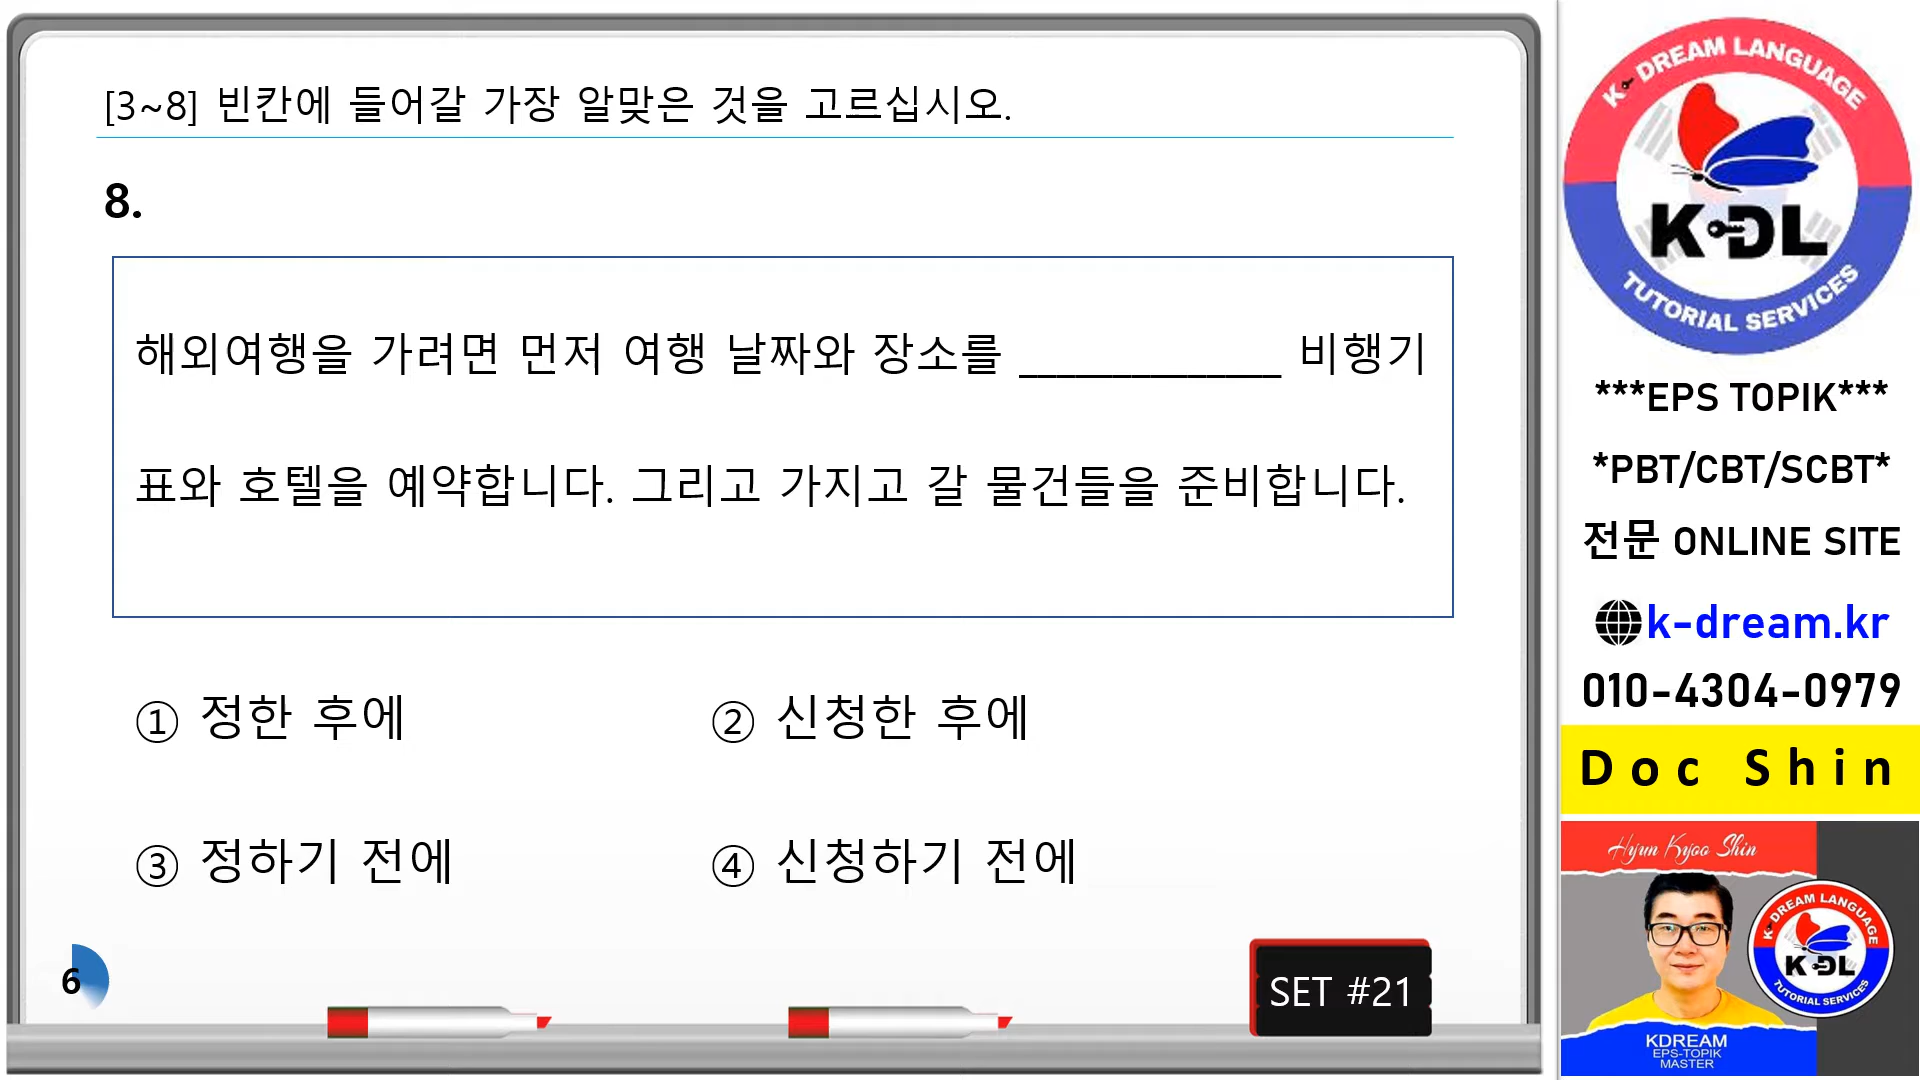 [3~8] 빈칸에 들어갈 가장 알맞은 것을 고르십시오.
8.
해외여행을 가려면 먼저 여행 날짜와 장소를 ______________ 비행기
표와 호텔을 예약합니다. 그리고 가지고 갈 물건들을 준비합니다.
① 정한 후에
② 신청한 후에
③ 정하기 전에
④ 신청하기 전에
6
SET #21
K-DREAM LANGUAGE
K-DL
TUTORIAL SERVICES
***EPS TOPIK***
*PBT/CBT/SCBT*
전문 ONLINE SITE
k-dream.kr
010-4304-0979
Doc Shin
Hyun Kyoo Shin
K-DREAM LANGUAGE
K-DL
TUTORIAL SERVICES
KDREAM
EPS-TOPIK
MASTER